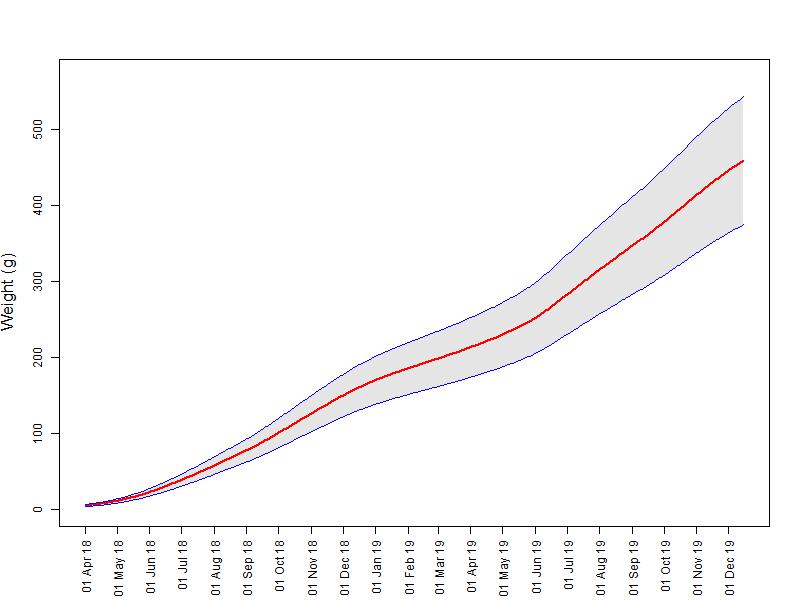 Weight (g)
500
400
300
200
100
0
01 Apr 18
01 May 18
01 Jun 18
01 Jul 18
01 Aug 18
01 Sep 18
01 Oct 18
01 Nov 18
01 Dec 18
01 Jan 19
01 Feb 19
01 Mar 19
01 Apr 19
01 May 19
01 Jun 19
01 Jul 19
01 Aug 19
01 Sep 19
01 Oct 19
01 Nov 19
01 Dec 19